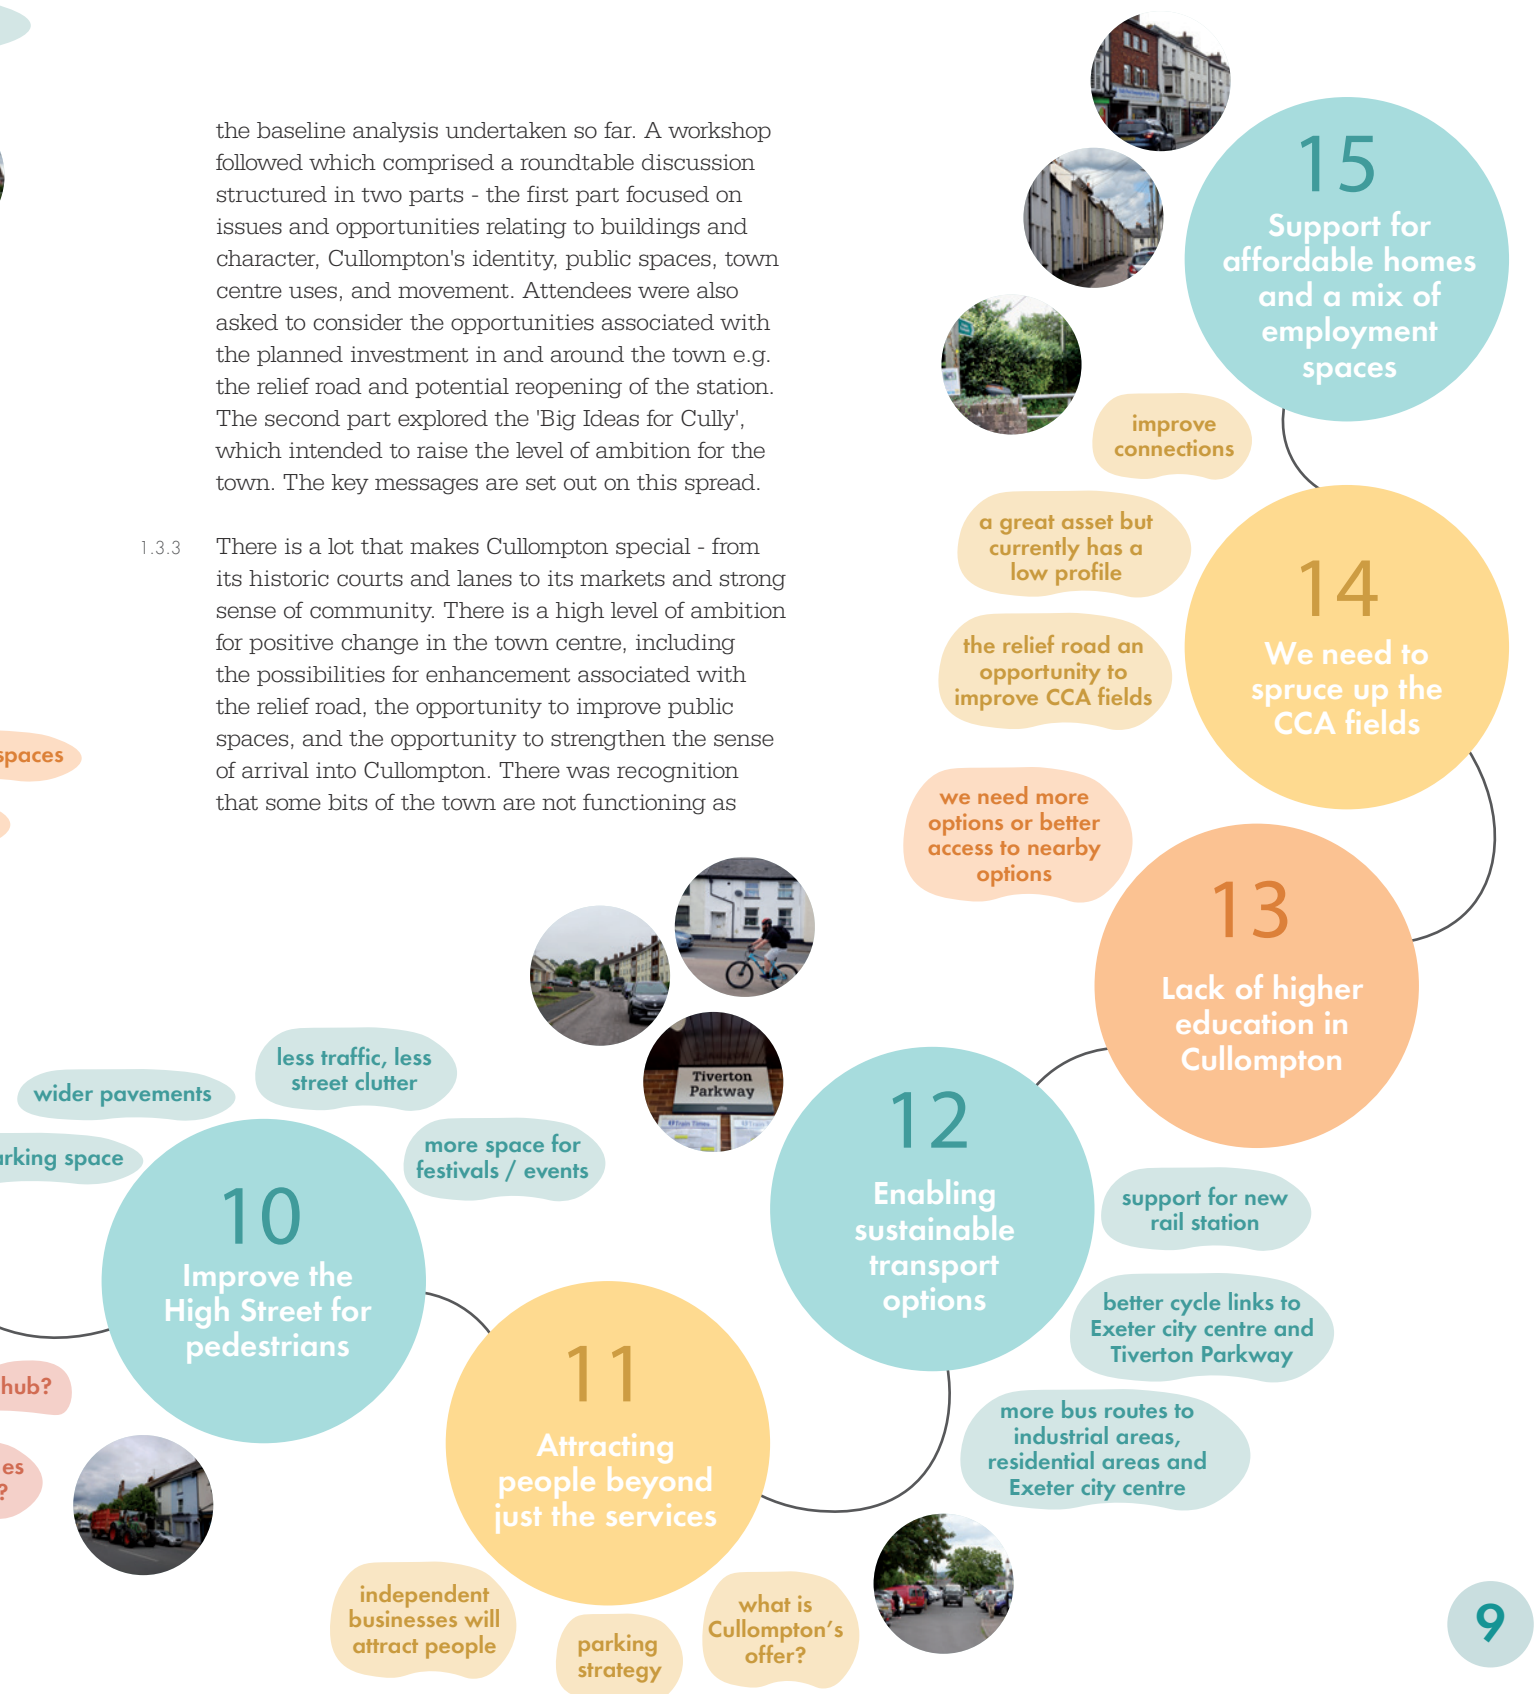 the baseline analysis undertaken so far. A workshop
followed which comprised a roundtable discussion
structured in two parts - the first part focused on
issues and opportunities relating to buildings and
character, Cullompton's identity, public spaces, town
centre uses, and movement. Attendees were also
asked to consider the opportunities associated with
the planned investment in and around the town e.g.
the relief road and potential reopening of the station.
The second part explored the 'Big Ideas for Cully',
which intended to raise the level of ambition for the
town. The key messages are set out on this spread.
1.3.3 There is a lot that makes Cullompton special - from
its historic courts and lanes to its markets and strong
sense of community. There is a high level of ambition
for positive change in the town centre, including
the possibilities for enhancement associated with
the relief road, the opportunity to improve public
spaces, and the opportunity to strengthen the sense
of arrival into Cullompton. There was recognition
that some bits of the town are not functioning as
spaces
wider pavements
less traffic, less
street clutter
more space for
festivals / events
space
10
Improve the
High Street for
pedestrians
hub?
es
?
11
Attracting
people beyond
just the services
independent
businesses will
attract people
parking
strategy
what is
Cullompton's
offer?
Tiverton
Parkway
12
Enabling
sustainable
transport
options
support for new
rail station
better cycle links to
Exeter city centre and
Tiverton Parkway
more bus routes to
industrial areas,
residential areas and
Exeter city centre
13
Lack of higher
education in
Cullompton
we need more
options or better
access to nearby
options
14
We need to
spruce up the
CCA fields
improve
connections
a great asset but
currently has a
low profile
the relief road an
opportunity to
improve CCA fields
15
Support for
affordable homes
and a mix of
employment
spaces
9